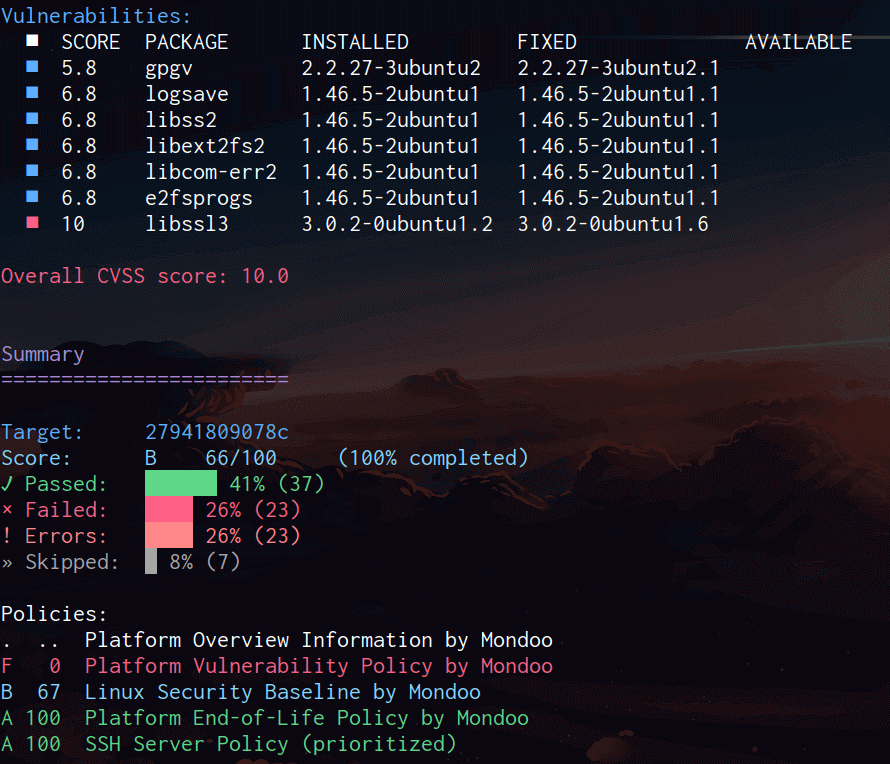 Vulnerabilities:
■ SCORE PACKAGE INSTALLED FIXED AVAILABLE
■ 5.8 gpgv 2.2.27-3ubuntu2 2.2.27-3ubuntu2.1
■ 6.8 logsave 1.46.5-2ubuntu1 1.46.5-2ubuntu1.1
■ 6.8 libss2 1.46.5-2ubuntu1 1.46.5-2ubuntu1.1
■ 6.8 libext2fs2 1.46.5-2ubuntu1 1.46.5-2ubuntu1.1
■ 6.8 libcom-err2 1.46.5-2ubuntu1 1.46.5-2ubuntu1.1
■ 6.8 e2fsprogs 1.46.5-2ubuntu1 1.46.5-2ubuntu1.1
■ 10 libssl3 3.0.2-0ubuntu1.2 3.0.2-0ubuntu1.6
Overall CVSS score: 10.0
Summary
========================
Target: 27941809078c
Score: B 66/100 (100% completed)
✓ Passed: 41% (37)
× Failed: 26% (23)
! Errors: 26% (23)
» Skipped: 8% (7)
Policies:
. .. Platform Overview Information by Mondoo
F 0 Platform Vulnerability Policy by Mondoo
B 67 Linux Security Baseline by Mondoo
A 100 Platform End-of-Life Policy by Mondoo
A 100 SSH Server Policy (prioritized)